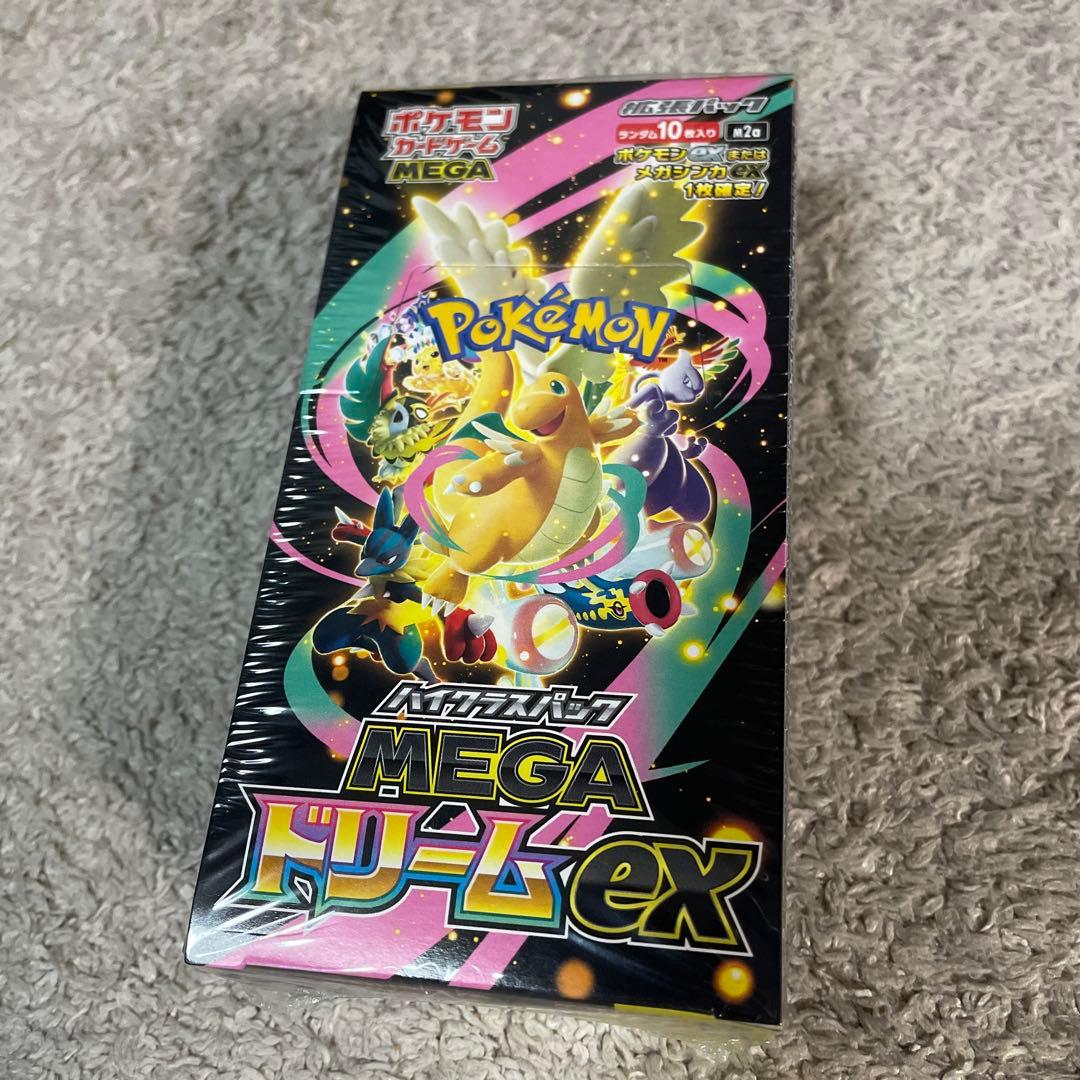 ポケモン
カードゲーム
MEGA
拡張パック
ランダム10枚入り M2a
ポケモンexまたは
メガシンカex
1枚確定!
POKéMON
TM
ハイクラスパック
MEGA
ドリームex